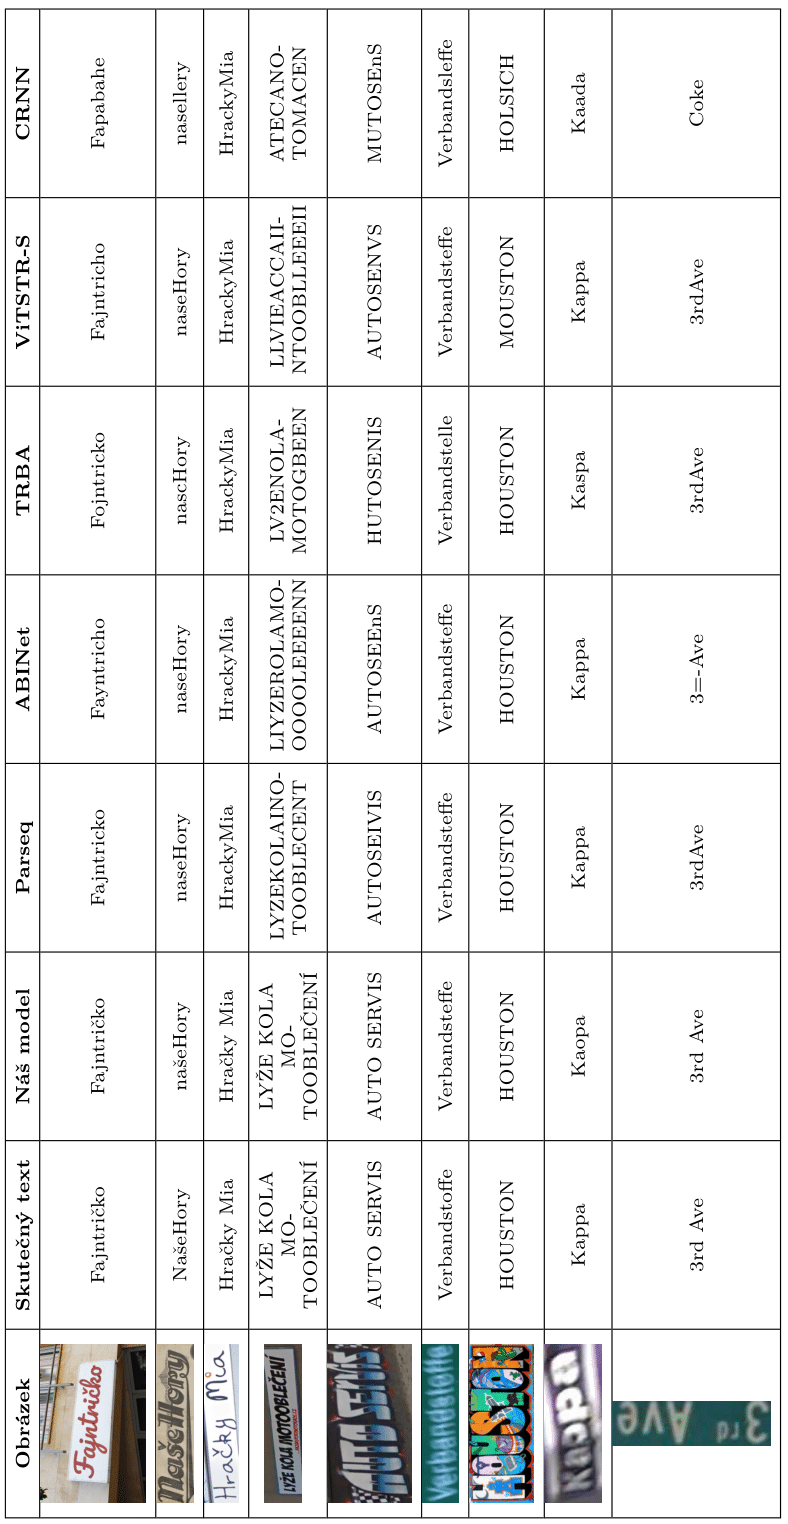 Obrázek Skutečný text Náš model Parseq ABINet TRBA ViTSTR-S CRNN
Fajntričko Fajntričko Fajntričko Fajntricko Fayntricho Fojntricko Fajntricho Fapabahe
NašeHory NašeHory našeHory naseHory naseHory nascHory naseHory nasellery
Hračky Mia Hračky Mia Hračky Mia HrackyMia HrackyMia HrackyMia HrackyMia HrackyMia
LYŽE KOLA MOTOOBLEČENÍ LYŽE KOLA LYŽE KOLA LYZEKOLAINO- LIYZEROLAMO- LV2ENOLA- LLVIEACCAII- ATECANO-
MO- MO- TOOBLECENT OOOOLEEEENN MOTOGBEEN NTOOBLLEEEII TOMACEN
TOOBLEČENÍ TOOBLEČENÍ
AUTO SERVIS AUTO SERVIS AUTO SERVIS AUTOSEIVIS AUTOSEEnS HUTOSENIS AUTOSENVS MUTOSEnS
Verbandstoffe Verbandstoffe Verbandsteffe Verbandsteffe Verbandsteffe Verbandstelle Verbandsteffe Verbandsleffe
HOUSTON HOUSTON HOUSTON HOUSTON HOUSTON HOUSTON MOUSTON HOLSICH
Kappa Kappa Kaopa Kappa Kappa Kaspa Kappa Kaada
3rd Ave 3rd Ave 3rd Ave 3rdAve 3=-Ave 3rdAve 3rdAve Coke